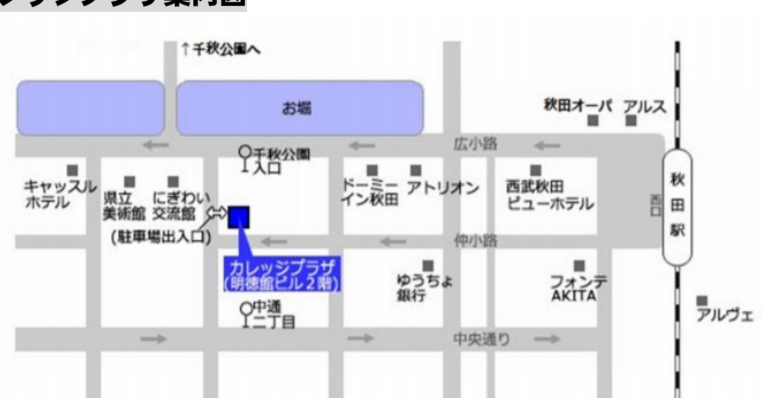 ↑千秋公園へ
お堀
秋田オーパ
アルス
広小路
千秋公園
入口
キャッスル
ホテル
県立
美術館
にぎわい
交流館
ドーミー
イン秋田
アトリオン
西武秋田
ビューホテル
西口
秋田駅
(駐車場出入口)
仲小路
カレッジプラザ
(明徳館ビル2階)
ゆうちょ
銀行
フォンテ
AKITA
中通
二丁目
アルヴェ
中央通り